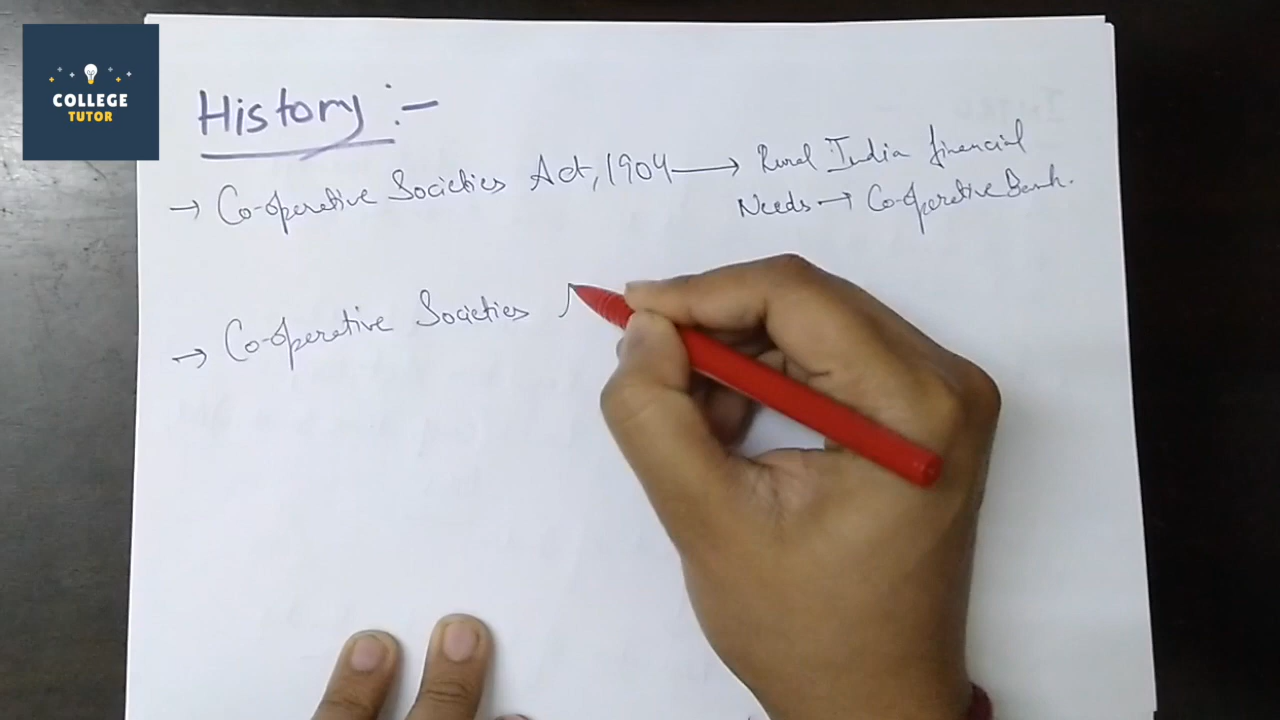 COLLEGE
TUTOR
History :-
→ Co-operative Societies Act, 1904 → Rural India financial
Needs → Co-operative Bank.
→ Co-operative Societies